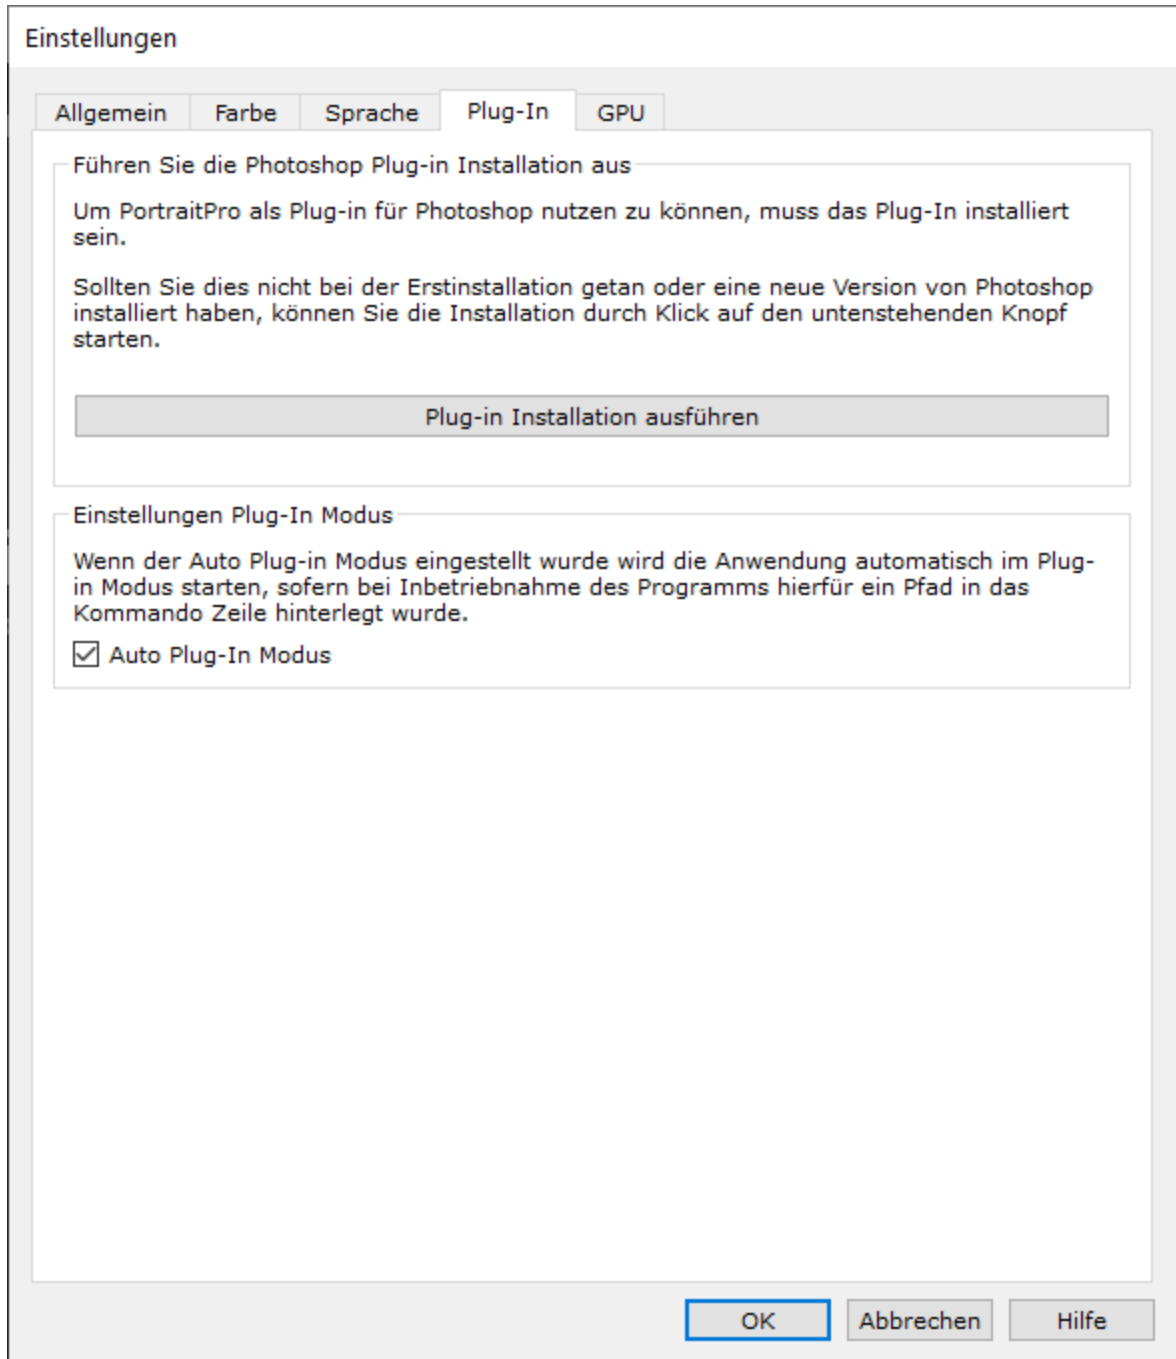 Einstellungen
Allgemein
Farbe
Sprache
Plug-In
GPU
Führen Sie die Photoshop Plug-in Installation aus
Um PortraitPro als Plug-in für Photoshop nutzen zu können, muss das Plug-In installiert
sein.
Sollten Sie dies nicht bei der Erstinstallation getan oder eine neue Version von Photoshop
installiert haben, können Sie die Installation durch Klick auf den untenstehenden Knopf
starten.
Plug-in Installation ausführen
Einstellungen Plug-In Modus
Wenn der Auto Plug-in Modus eingestellt wurde wird die Anwendung automatisch im Plug-
in Modus starten, sofern bei Inbetriebnahme des Programms hierfür ein Pfad in das
Kommando Zeile hinterlegt wurde.
Auto Plug-In Modus
OK
Abbrechen
Hilfe